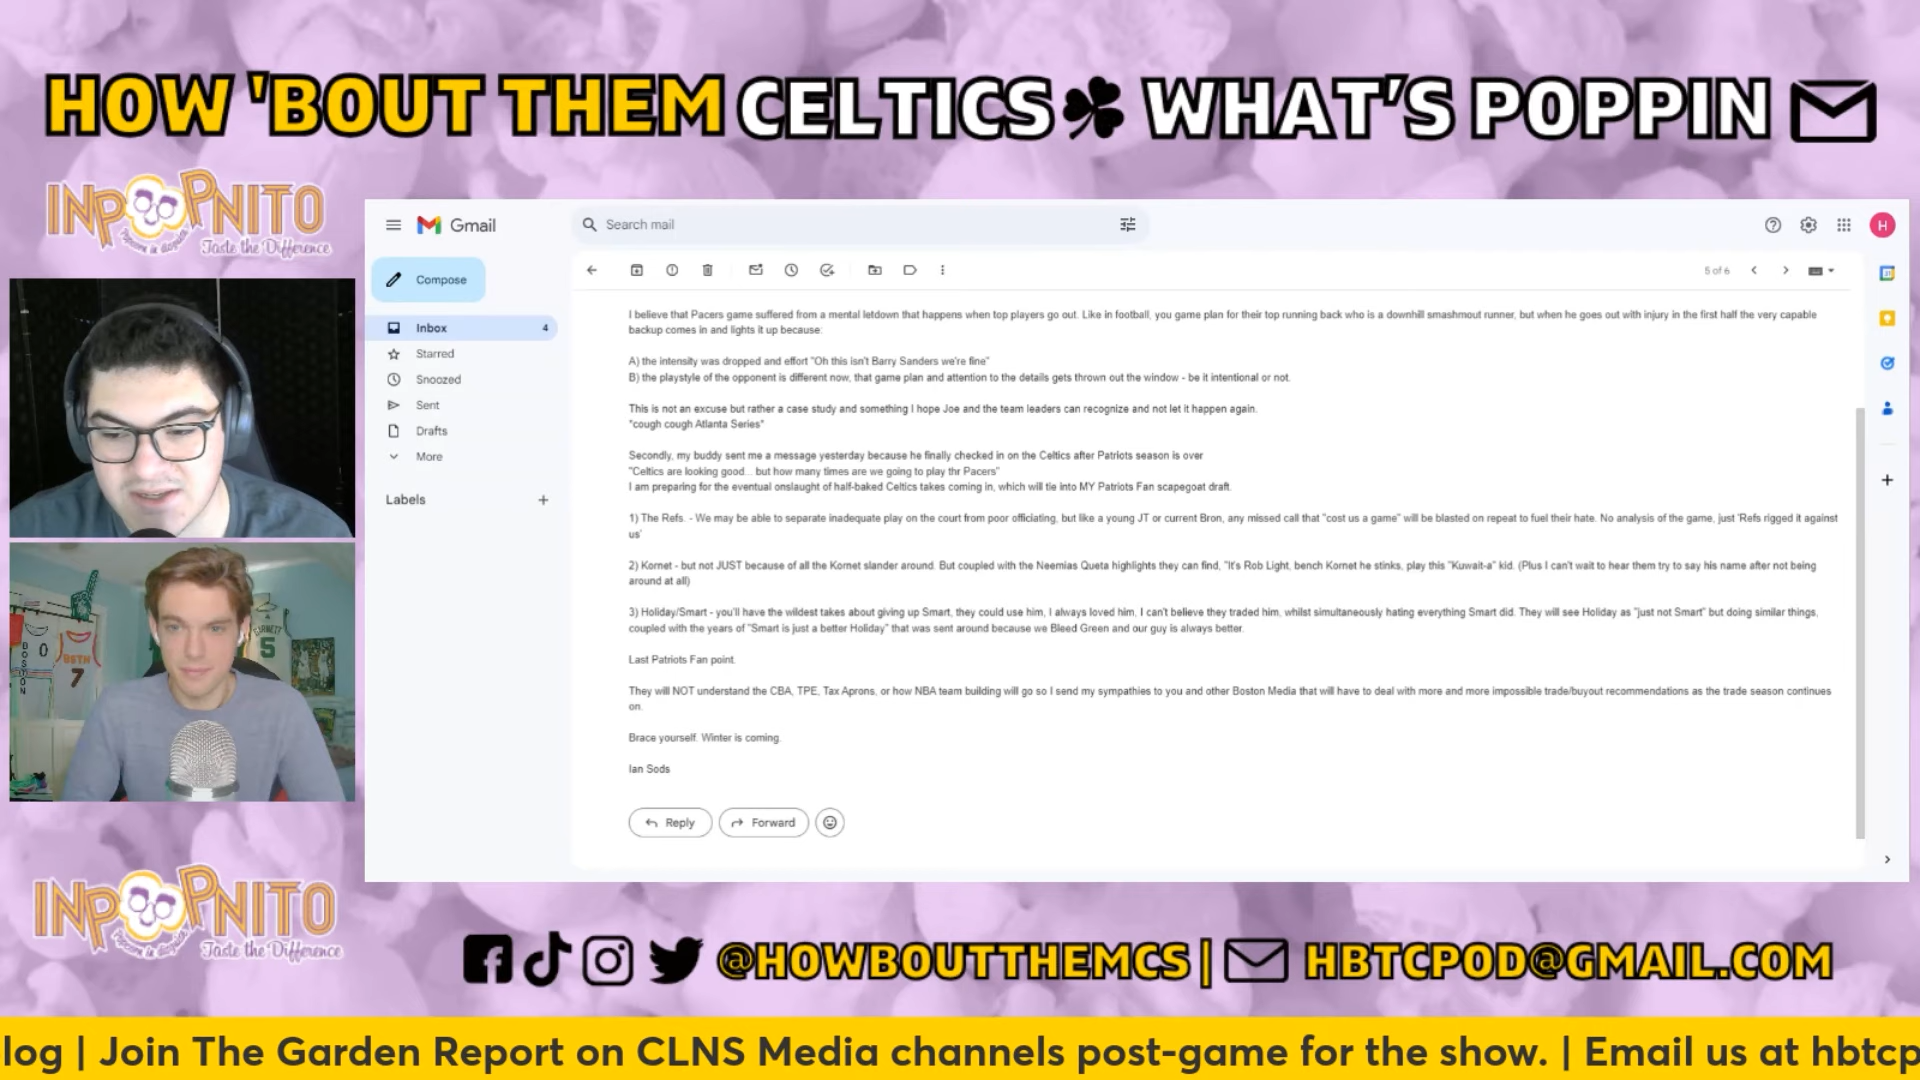 HOW 'BOUT THEM CELTICS WHAT'S POPPIN
INPOPNITO
Taste the Difference
Gmail
Search mail
H
Compose
5 of 6
Inbox 4
Starred
Snoozed
Sent
Drafts
More
Labels
I believe that Pacers game suffered from a mental letdown that happens when top players go out. Like in football, you game plan for their top running back who is a downhill smashmout runner, but when he goes out with injury in the first half the very capable
backup comes in and lights it up because:
A) the intensity was dropped and effort "Oh this isn't Barry Sanders we're fine"
B) the playstyle of the opponent is different now, that game plan and attention to the details gets thrown out the window - be it intentional or not.
This is not an excuse but rather a case study and something I hope Joe and the team leaders can recognize and not let it happen again.
*cough cough Atlanta Series*
Secondly, my buddy sent me a message yesterday because he finally checked in on the Celtics after Patriots season is over
"Celtics are looking good... but how many times are we going to play thr Pacers"
I am preparing for the eventual onslaught of half-baked Celtics takes coming in, which will tie into MY Patriots Fan scapegoat draft.
1) The Refs. - We may be able to separate inadequate play on the court from poor officiating, but like a young JT or current Bron, any missed call that "cost us a game" will be blasted on repeat to fuel their hate. No analysis of the game, just 'Refs rigged it against
us'
2) Kornet - but not JUST because of all the Kornet slander around. But coupled with the Neemias Queta highlights they can find, "It's Rob Light, bench Kornet he stinks, play this "Kuwait-a" kid. (Plus I can't wait to hear them try to say his name after not being
around at all)
3) Holiday/Smart - you'll have the wildest takes about giving up Smart, they could use him, I always loved him, I can't believe they traded him, whilst simultaneously hating everything Smart did. They will see Holiday as "just not Smart" but doing similar things,
coupled with the years of "Smart is just a better Holiday" that was sent around because we Bleed Green and our guy is always better.
Last Patriots Fan point.
They will NOT understand the CBA, TPE, Tax Aprons, or how NBA team building will go so I send my sympathies to you and other Boston Media that will have to deal with more and more impossible trade/buyout recommendations as the trade season continues
on.
Brace yourself. Winter is coming.
Ian Sods
Reply Forward
BOSTON
0
BSTN
7
GARNETT
5
INPOPNITO
Taste the Difference
@HOWBOUTTHEMCS | HBTCPOD@GMAIL.COM
log | Join The Garden Report on CLNS Media channels post-game for the show. | Email us at hbtcp